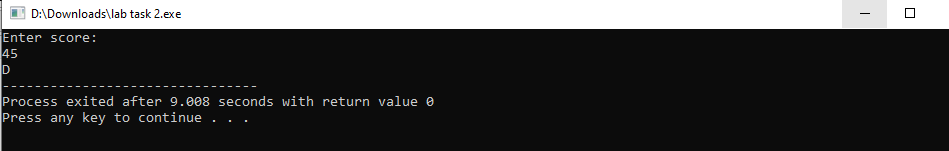 D:\Downloads\lab task 2.exe
Enter score:
45
D
--------------------------------
Process exited after 9.008 seconds with return value 0
Press any key to continue . . .